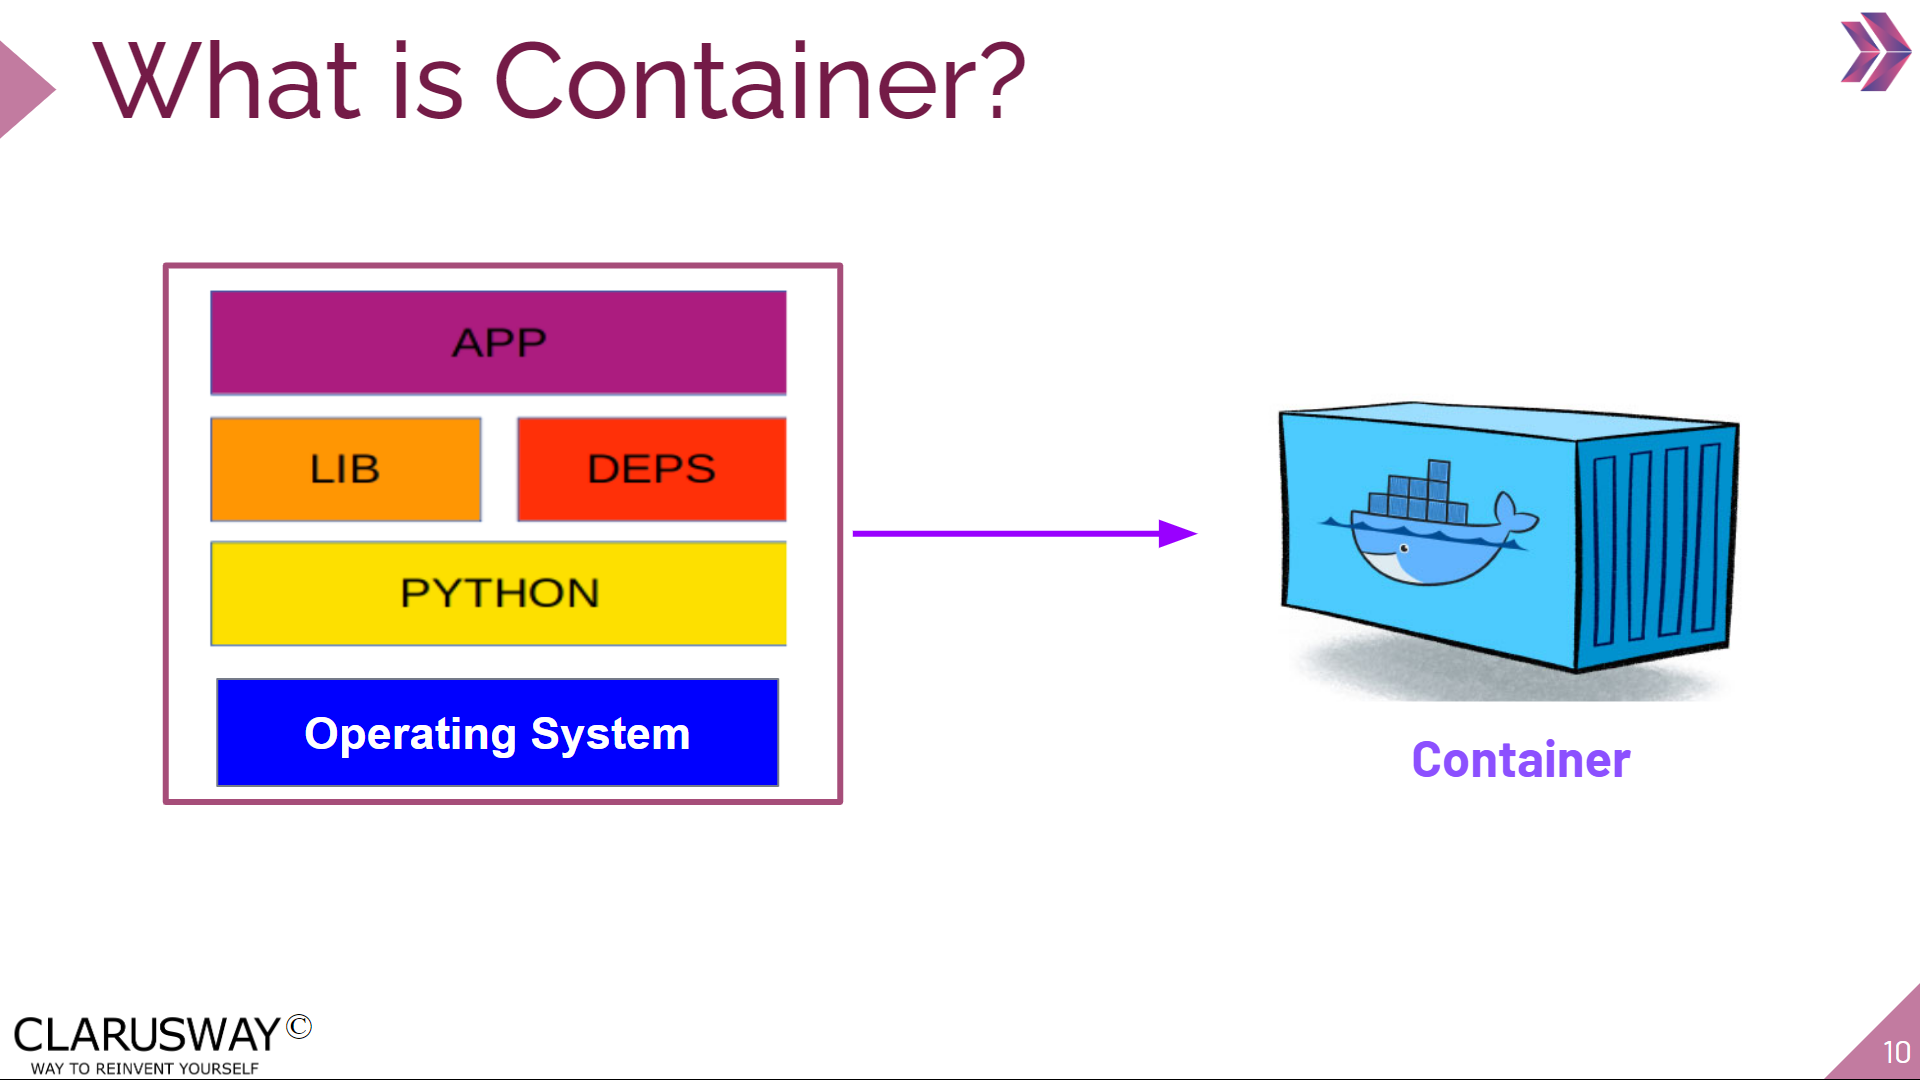 What is Container?
APP
LIB DEPS
PYTHON
Operating System
Container
CLARUSWAY©
WAY TO REINVENT YOURSELF
10